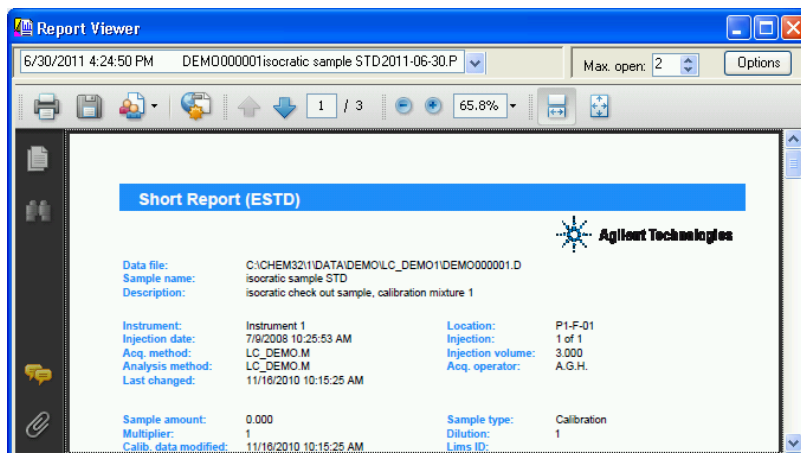 Report Viewer
6/30/2011 4:24:50 PM DEMO000001isocratic sample STD2011-06-30.P Max. open: 2 Options
1 / 3 65.8%
Short Report (ESTD)
Agilent Technologies
Data file: C:\CHEM32\1\DATA\DEMO\LC_DEMO1\DEMO000001.D
Sample name: isocratic sample STD
Description: isocratic check out sample, calibration mixture 1
Instrument: Instrument 1 Location: P1-F-01
Injection date: 7/9/2008 10:25:53 AM Injection: 1 of 1
Acq. method: LC_DEMO.M Injection volume: 3.000
Analysis method: LC_DEMO.M Acq. operator: A.G.H.
Last changed: 11/16/2010 10:15:25 AM
Sample amount: 0.000 Sample type: Calibration
Multiplier: 1 Dilution: 1
Calib. data modified: 11/16/2010 10:15:25 AM Lims ID: